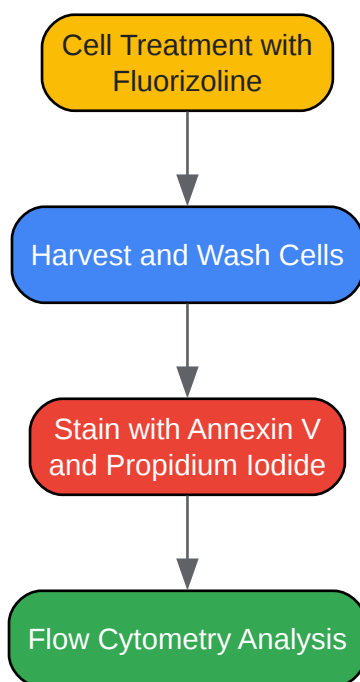 Cell Treatment with
Fluorizoline
Harvest and Wash Cells
Stain with Annexin V
and Propidium Iodide
Flow Cytometry Analysis